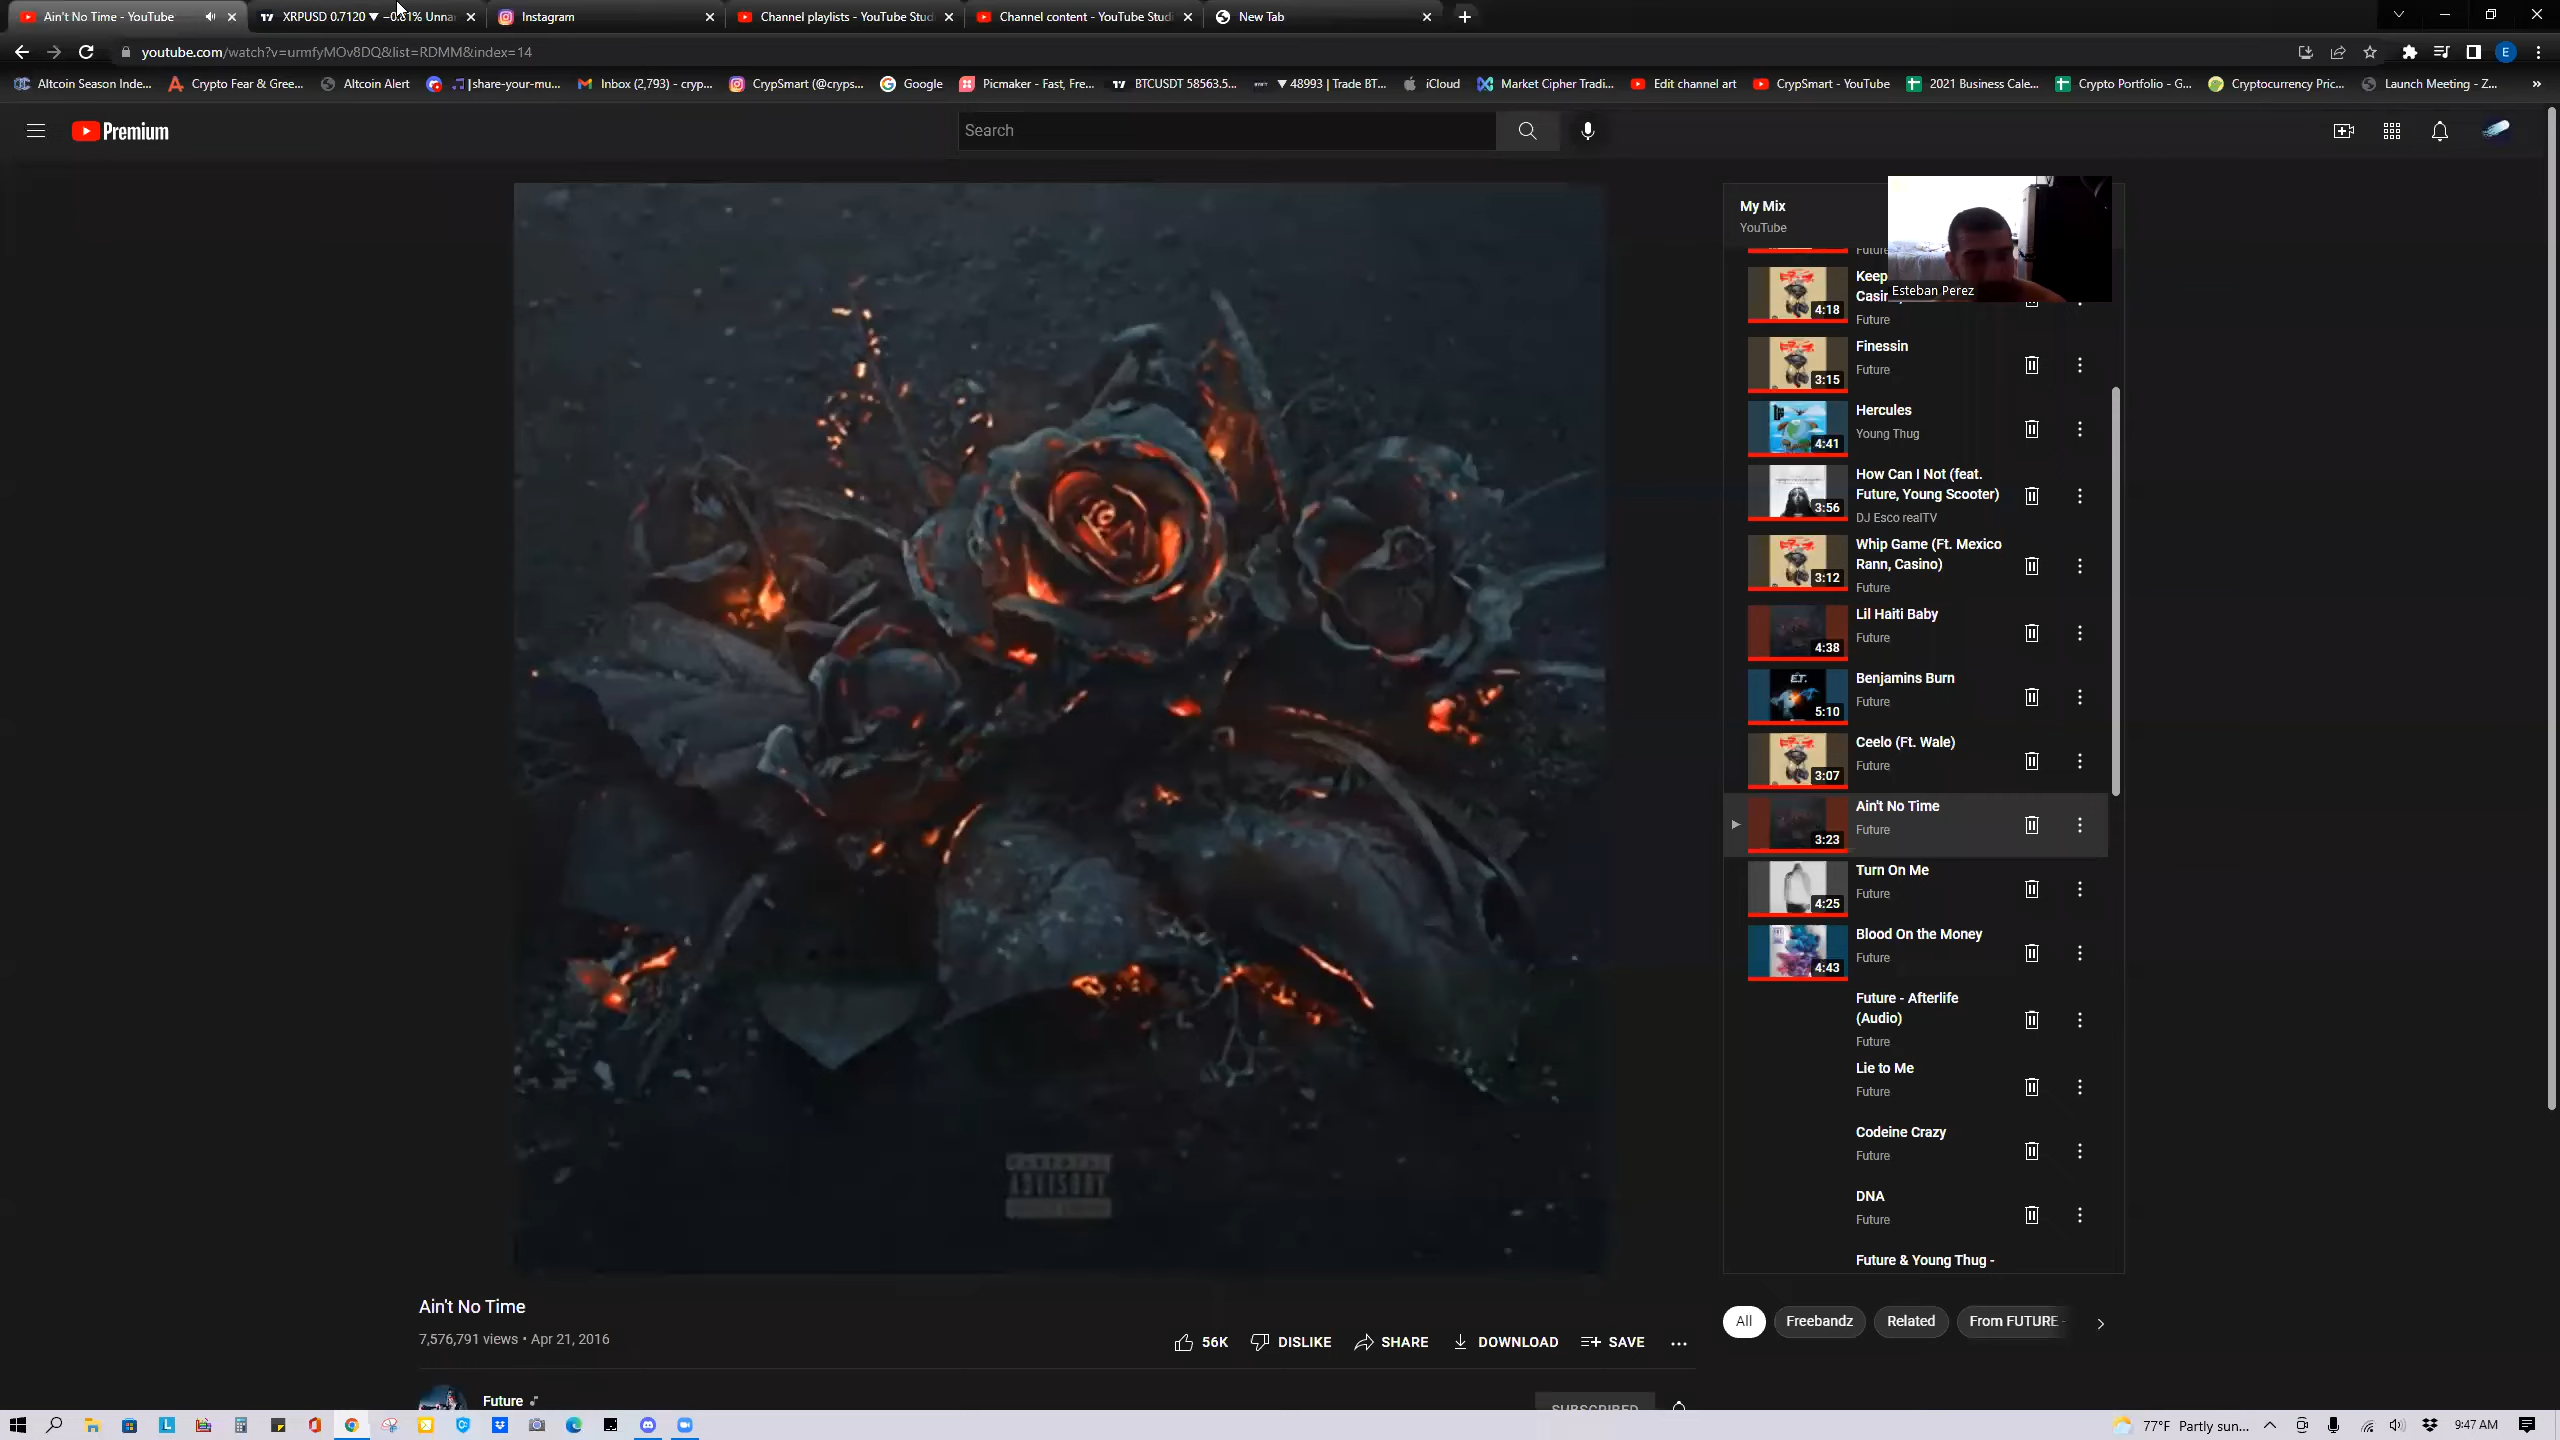 Ain't No Time - YouTube
XRPUSD 0.7120 ▼ −0.81% Unna
Instagram
Channel playlists - YouTube Stud
Channel content - YouTube Stud
New Tab
youtube.com/watch?v=urmfyMOv8DQ&list=RDMM&index=14
Altcoin Season Inde...
Crypto Fear & Gree...
Altcoin Alert
|share-your-mu...
Inbox (2,793) - cryp...
CrypSmart (@cryps...
Google
Picmaker - Fast, Fre...
BTCUSDT 58563.5...
▼ 48993 | Trade BT...
iCloud
Market Cipher Tradi...
Edit channel art
CrypSmart - YouTube
2021 Business Cale...
Crypto Portfolio - G...
Cryptocurrency Pric...
Launch Meeting - Z...
»
Premium
Search
My Mix
YouTube
Future
Keep
Casin
Future
4:18
Esteban Perez
Finessin
Future
3:15
Hercules
Young Thug
4:41
How Can I Not (feat.
Future, Young Scooter)
DJ Esco realTV
3:56
Whip Game (Ft. Mexico
Rann, Casino)
Future
3:12
Lil Haiti Baby
Future
4:38
Benjamins Burn
Future
5:10
Ceelo (Ft. Wale)
Future
3:07
Ain't No Time
Future
3:23
Turn On Me
Future
4:25
Blood On the Money
Future
4:43
Future - Afterlife
(Audio)
Future
Lie to Me
Future
Codeine Crazy
Future
DNA
Future
Future & Young Thug -
ADVISORY
Ain't No Time
7,576,791 views • Apr 21, 2016
56K
DISLIKE
SHARE
DOWNLOAD
SAVE
All
Freebandz
Related
From FUTURE -
Future
SUBSCRIBED
77°F Partly sun...
9:47 AM